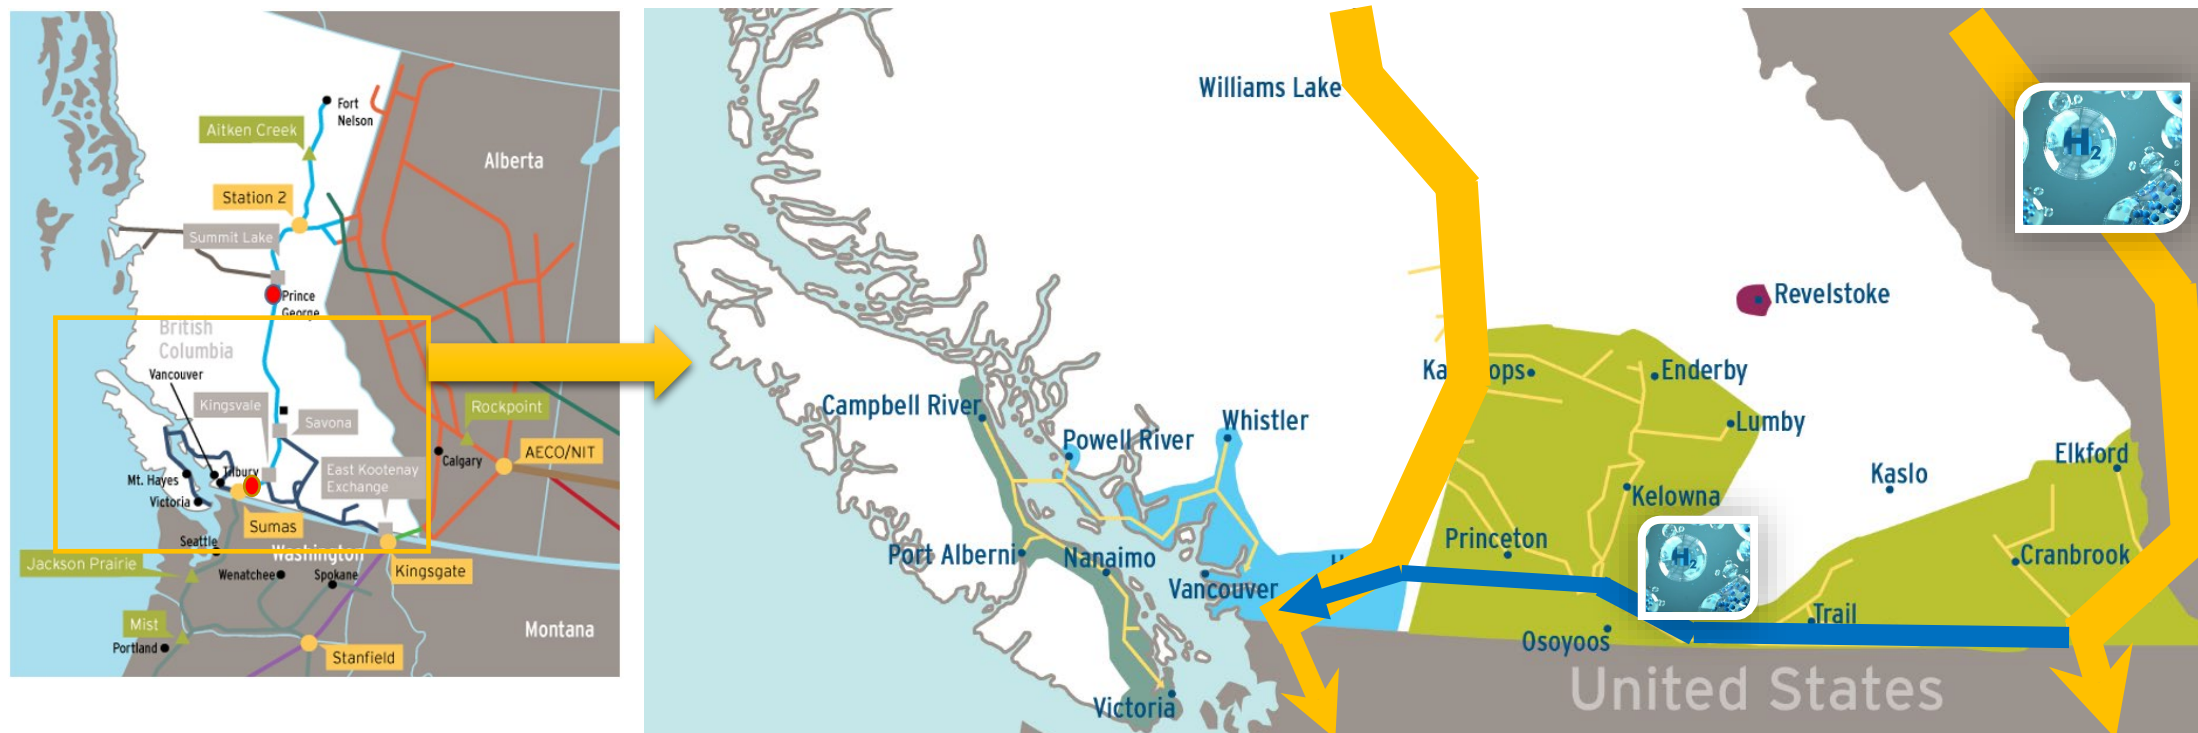 Fort
Nelson
Aitken Creek
Alberta
Station 2
Summit Lake
Prince
George
British
Columbia
Vancouver
Kingsvale
Savona
Rockpoint
AECO/NIT
Calgary
East Kootenay
Exchange
Tilbury
Mt. Hayes
Victoria
Sumas
Seattle
Washington
Jackson Prairie
Wenatchee
Spokane
Kingsgate
Mist
Portland
Stanfield
Montana
Williams Lake
H2
Revelstoke
Enderby
Campbell River
Whistler
Lumby
Powell River
Elkford
Kaslo
Kelowna
Princeton
H2
Port Alberni
Nanaimo
Cranbrook
Vancouver
Trail
Osoyoos
United States
Victoria